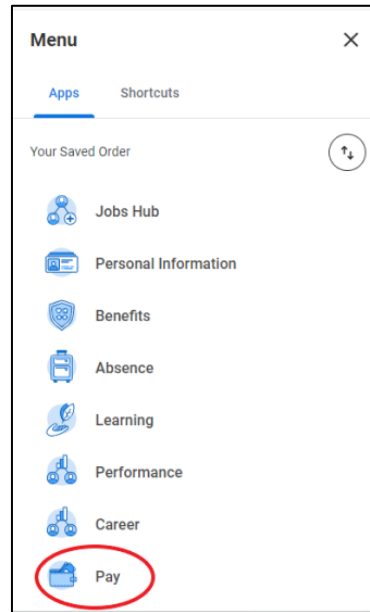 Menu
Apps Shortcuts
Your Saved Order
Jobs Hub
Personal Information
Benefits
Absence
Learning
Performance
Career
Pay